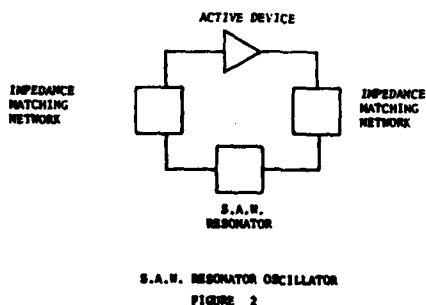 ACTIVE DEVICE
IMPEDANCE
MATCHING
NETWORK
IMPEDANCE
MATCHING
NETWORK
S.A.W.
RESONATOR
S.A.W. RESONATOR OSCILLATOR
FIGURE 2